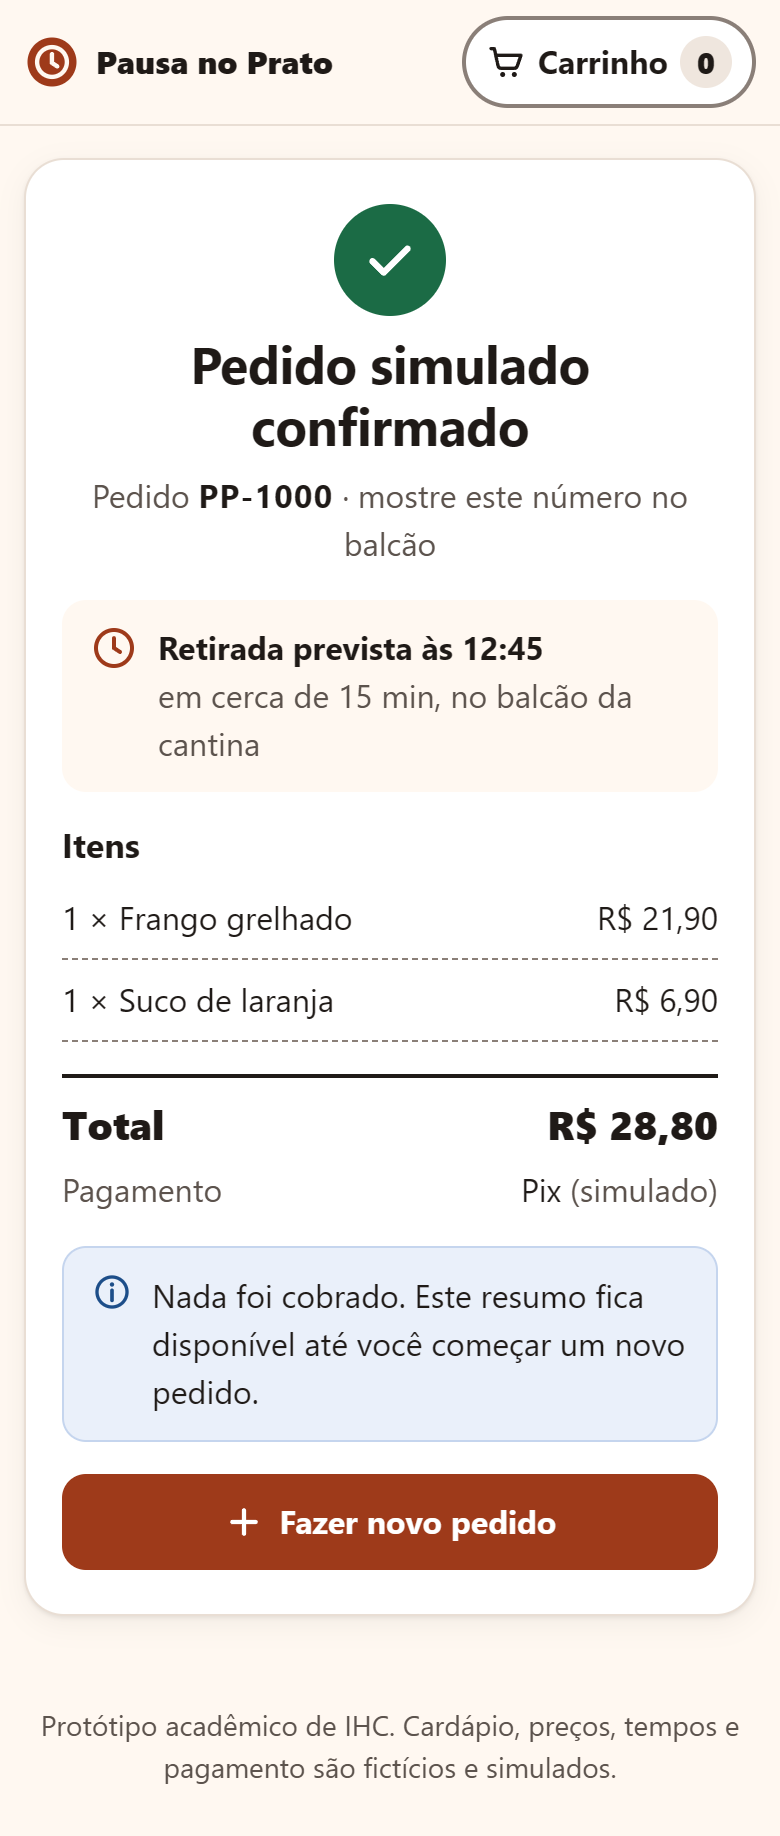 Pausa no Prato
Carrinho 0
Pedido simulado
confirmado
Pedido PP-1000 · mostre este número no
balcão
Retirada prevista às 12:45
em cerca de 15 min, no balcão da
cantina
Itens
1 × Frango grelhado R$ 21,90
1 × Suco de laranja R$ 6,90
Total R$ 28,80
Pagamento Pix (simulado)
Nada foi cobrado. Este resumo fica
disponível até você começar um novo
pedido.
Fazer novo pedido
Protótipo acadêmico de IHC. Cardápio, preços, tempos e
pagamento são fictícios e simulados.